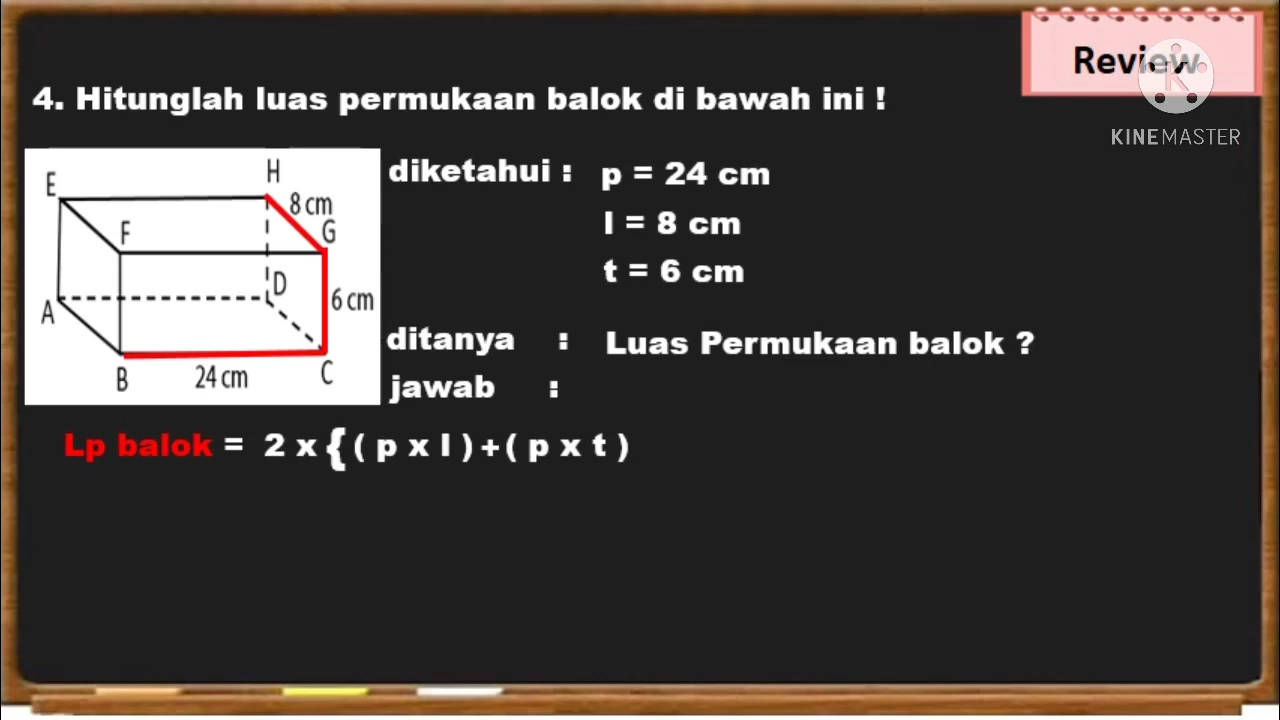 Review
KINEMASTER
4. Hitunglah luas permukaan balok di bawah ini !
E
H
8 cm
F
G
D
A
6 cm
B
24 cm
C
diketahui : p = 24 cm
l = 8 cm
t = 6 cm
ditanya : Luas Permukaan balok ?
jawab :
Lp balok = 2 x { ( p x l ) + ( p x t )